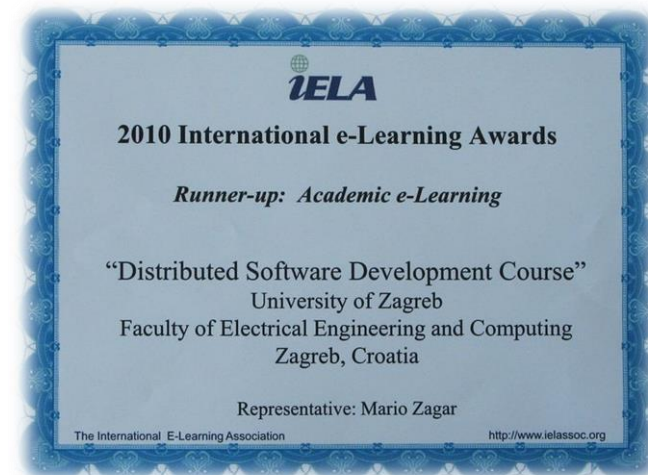 iELA
2010 International e-Learning Awards
Runner-up: Academic e-Learning
“Distributed Software Development Course”
University of Zagreb
Faculty of Electrical Engineering and Computing
Zagreb, Croatia
Representative: Mario Zagar
The International E-Learning Association http://www.ielassoc.org